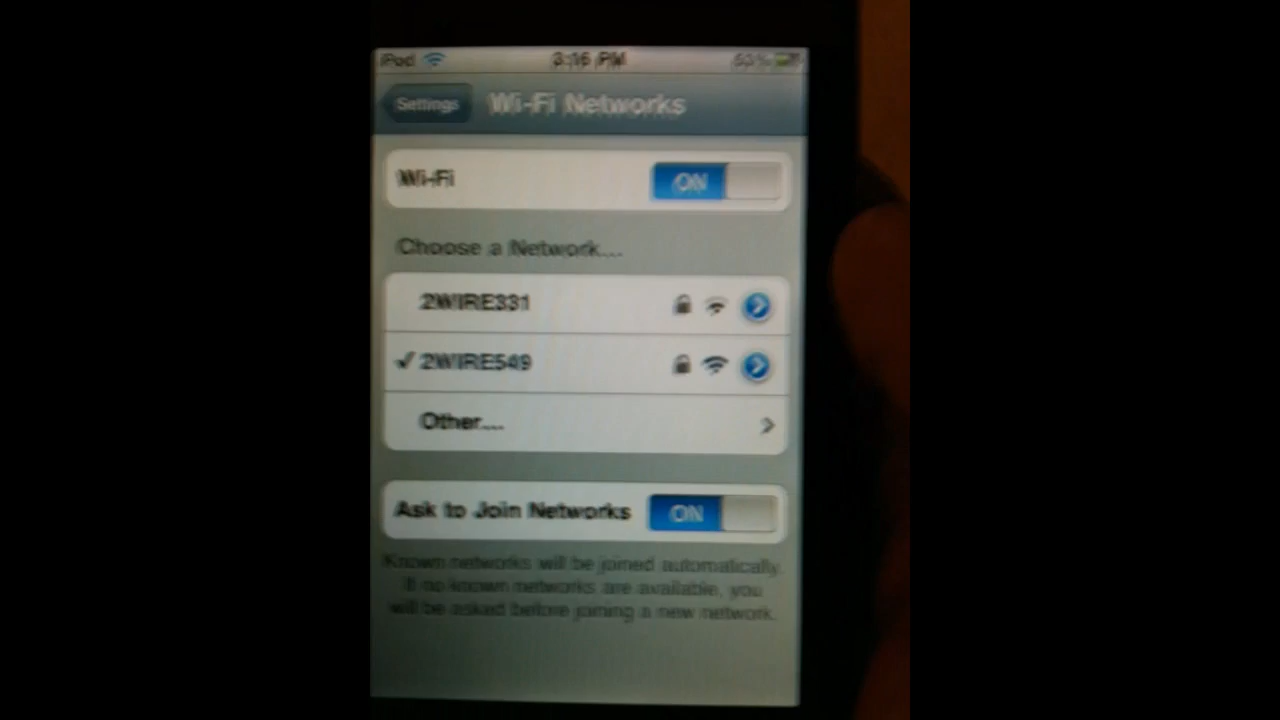 iPod 3:16 PM 53%
Settings Wi-Fi Networks
Wi-Fi ON
Choose a Network...
2WIRE331
✓ 2WIRE549
Other...
Ask to Join Networks ON
Known networks will be joined automatically.
If no known networks are available, you
will be asked before joining a new network.